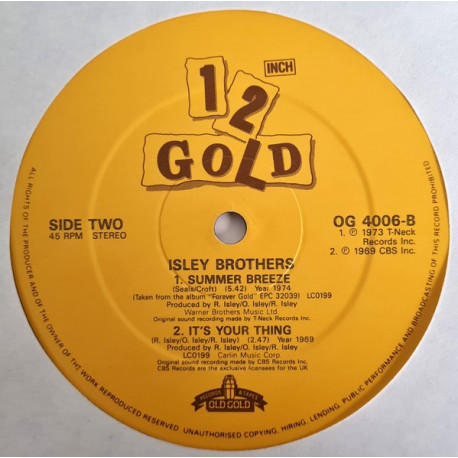 12 INCH
GOLD
SIDE TWO
45 RPM STEREO
OG 4006-B
1. ℗ 1973 T-Neck
Records Inc.
2. ℗ 1969 CBS Inc.
ISLEY BROTHERS
1. SUMMER BREEZE
(Seals/Croft) (5.42) Year 1974
(Taken from the album "Forever Gold" EPC 32039) LC0199
Produced by R. Isley/O. Isley/R. Isley
Warner Brothers Music Ltd.
Original sound recording made by T-Neck Records Inc.
2. IT'S YOUR THING
(R. Isley/O. Isley/R. Isley) (2.47) Year 1969
Produced by R. Isley/O. Isley/R. Isley
LC0199 Carlin Music Corp.
Original sound recording made by CBS Records Inc.
CBS Records are the exclusive licensees for the UK
RECORDS & TAPES
OLD GOLD
ALL RIGHTS OF THE PRODUCER AND OF THE OWNER OF THE WORK REPRODUCED RESERVED. UNAUTHORISED COPYING, HIRING, LENDING, PUBLIC PERFORMANCE AND BROADCASTING OF THIS RECORD PROHIBITED